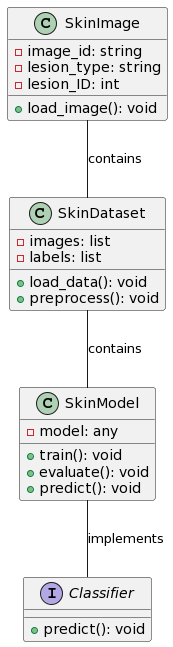 C SkinImage
image_id: string
lesion_type: string
lesion_ID: int
load_image(): void
contains
C SkinDataset
images: list
labels: list
load_data(): void
preprocess(): void
contains
C SkinModel
model: any
train(): void
evaluate(): void
predict(): void
implements
I Classifier
predict(): void